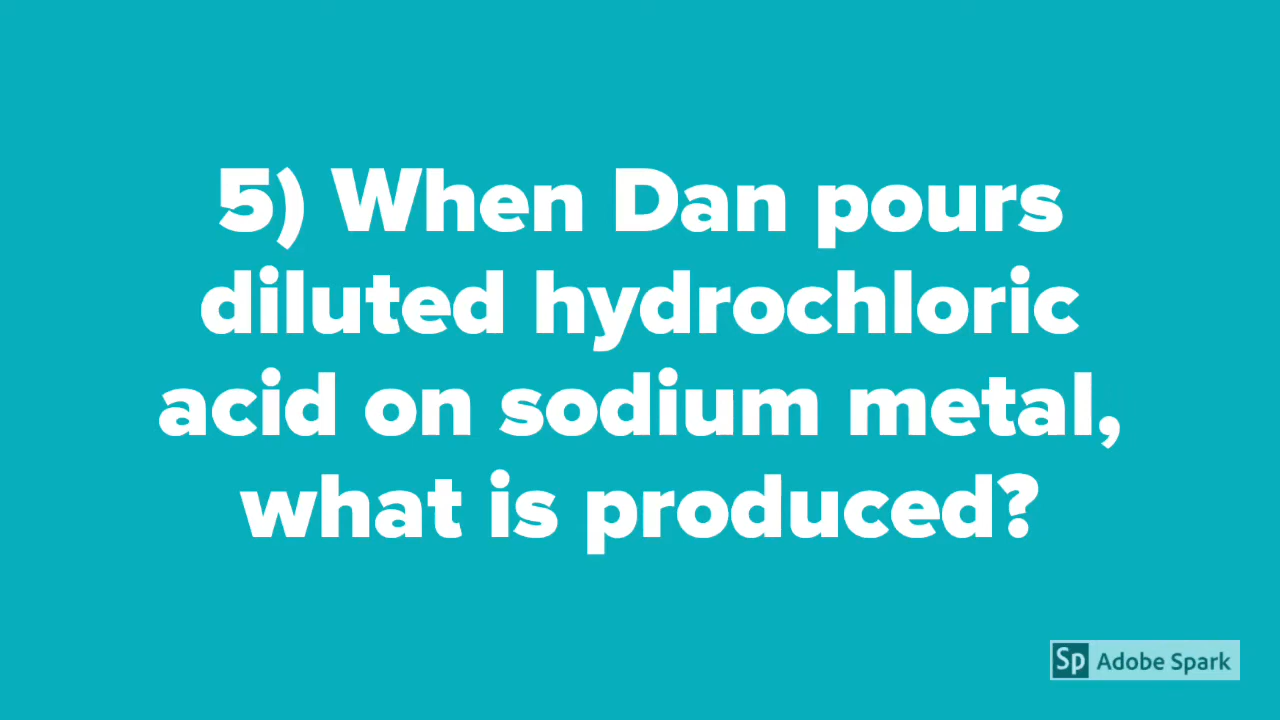 5) When Dan pours
diluted hydrochloric
acid on sodium metal,
what is produced?
Sp Adobe Spark